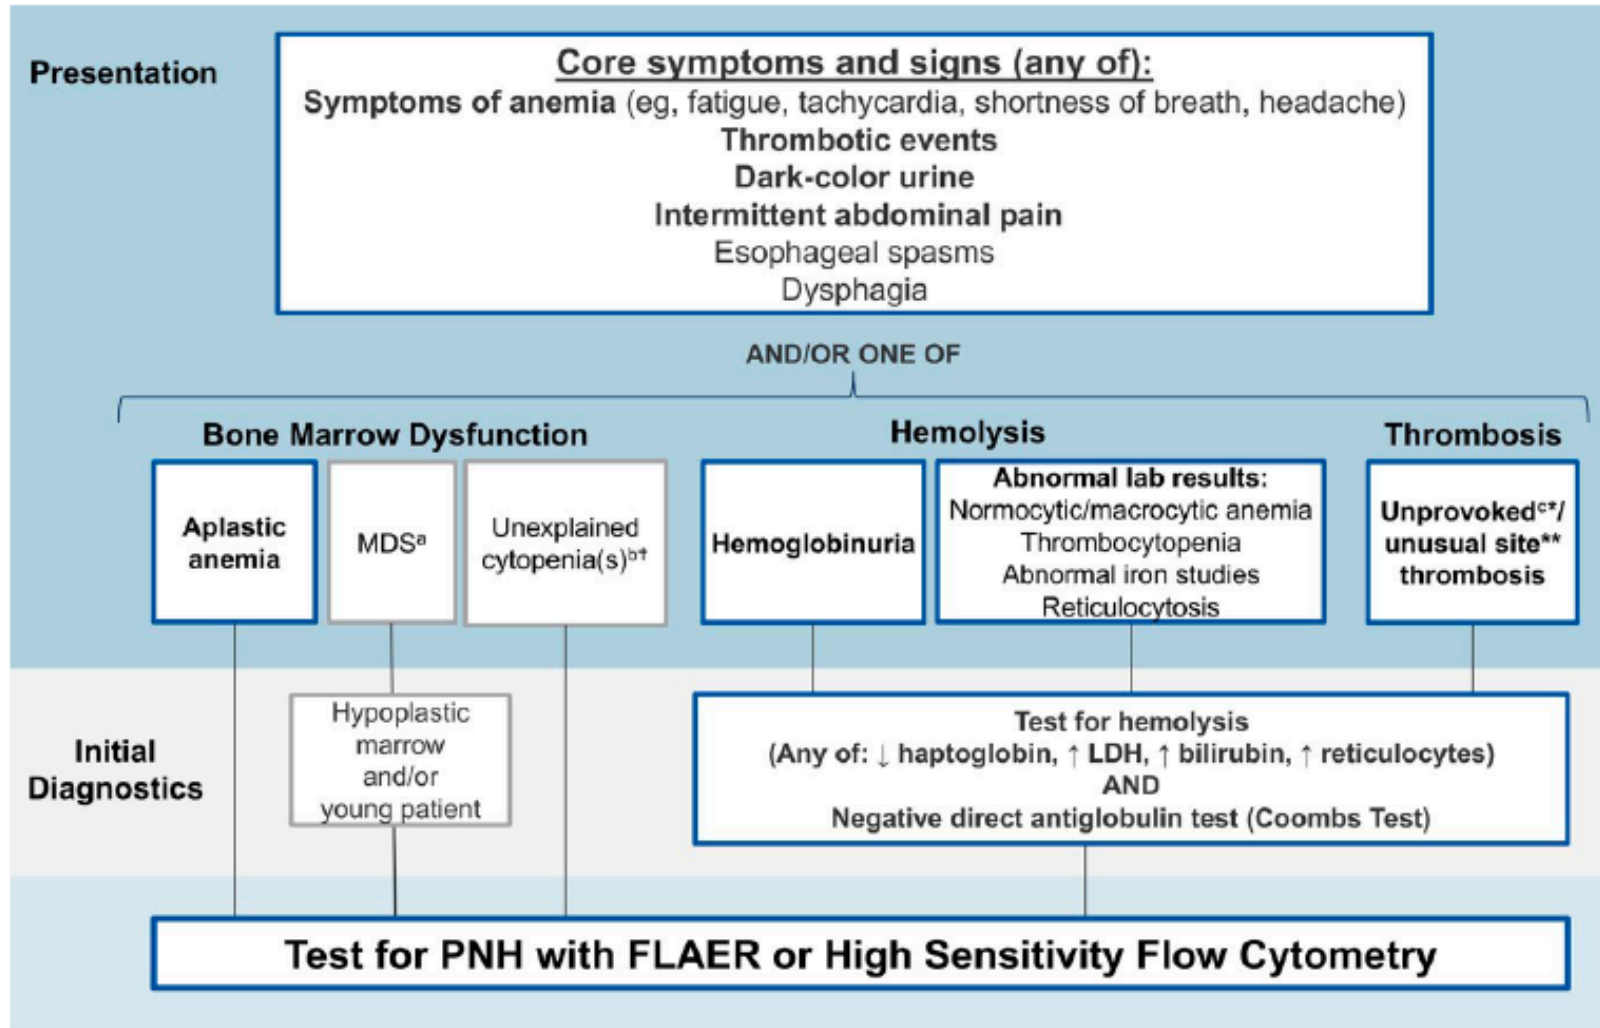 Presentation
Core symptoms and signs (any of):
Symptoms of anemia (eg, fatigue, tachycardia, shortness of breath, headache)
Thrombotic events
Dark-color urine
Intermittent abdominal pain
Esophageal spasms
Dysphagia
AND/OR ONE OF
Bone Marrow Dysfunction
Aplastic
anemia
MDSᵃ
Unexplained
cytopenia(s)ᵇ†
Hemolysis
Hemoglobinuria
Abnormal lab results:
Normocytic/macrocytic anemia
Thrombocytopenia
Abnormal iron studies
Reticulocytosis
Thrombosis
Unprovokedᶜ*/
unusual site**
thrombosis
Initial
Diagnostics
Hypoplastic
marrow
and/or
young patient
Test for hemolysis
(Any of: ↓ haptoglobin, ↑ LDH, ↑ bilirubin, ↑ reticulocytes)
AND
Negative direct antiglobulin test (Coombs Test)
Test for PNH with FLAER or High Sensitivity Flow Cytometry